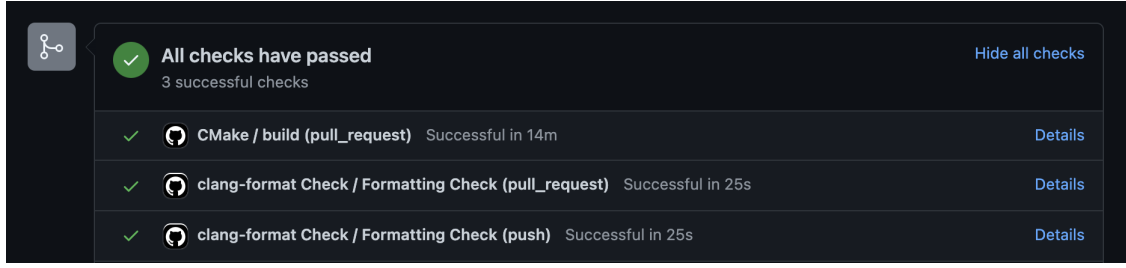 All checks have passed
Hide all checks
3 successful checks
CMake / build (pull_request) Successful in 14m Details
clang-format Check / Formatting Check (pull_request) Successful in 25s Details
clang-format Check / Formatting Check (push) Successful in 25s Details